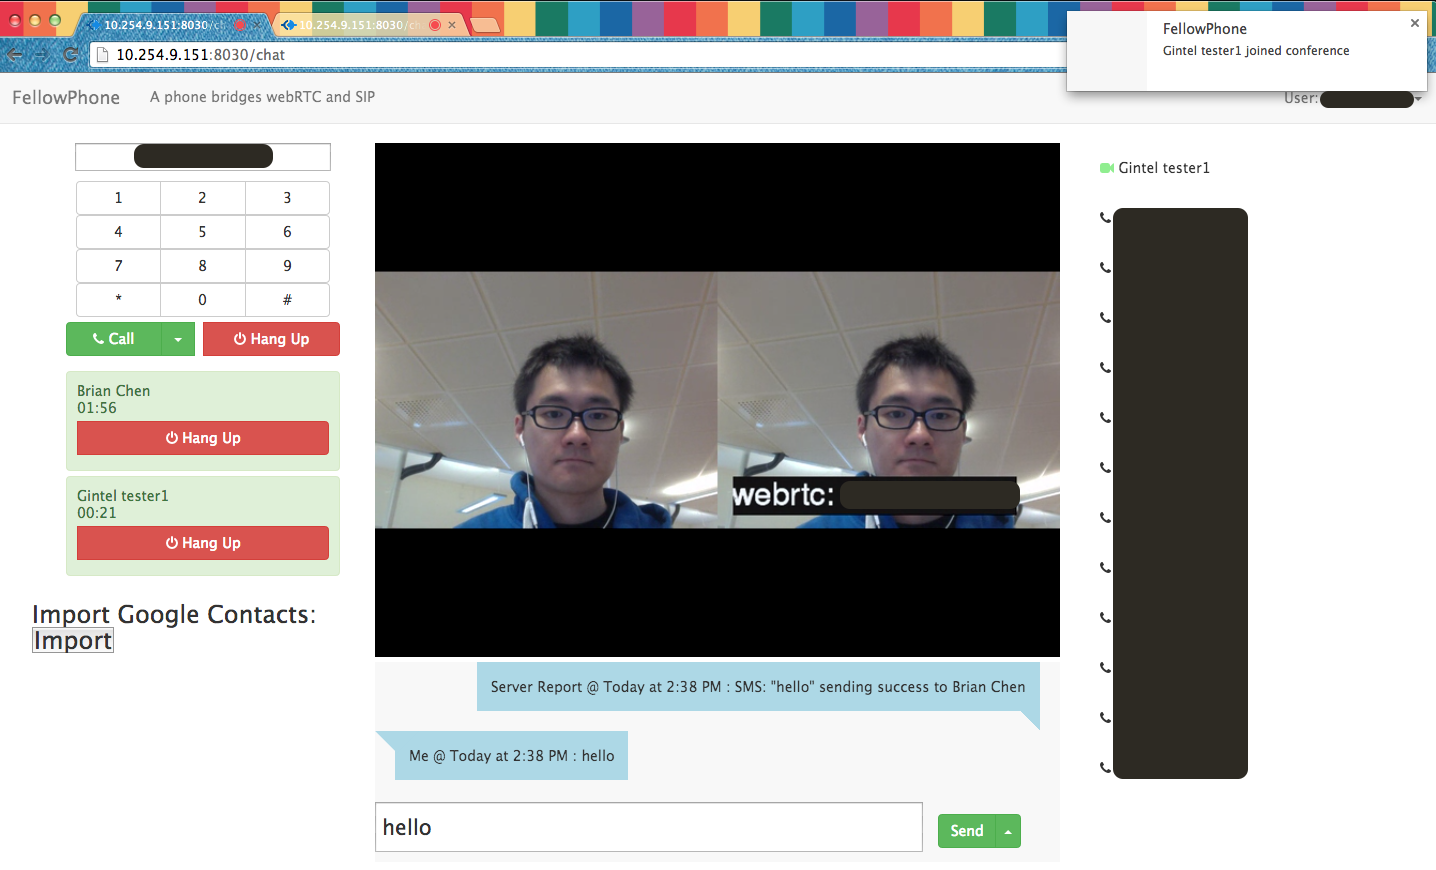 10.254.9.151:8030/
10.254.9.151:8030/ch
10.254.9.151:8030/chat
FellowPhone
Gintel tester1 joined conference
FellowPhone
A phone bridges webRTC and SIP
User:
1 2 3
4 5 6
7 8 9
* 0 #
Call
Hang Up
Brian Chen
01:56
Hang Up
Gintel tester1
00:21
Hang Up
Import Google Contacts:
Import
webrtc:
Server Report @ Today at 2:38 PM : SMS: "hello" sending success to Brian Chen
Me @ Today at 2:38 PM : hello
hello
Send
Gintel tester1